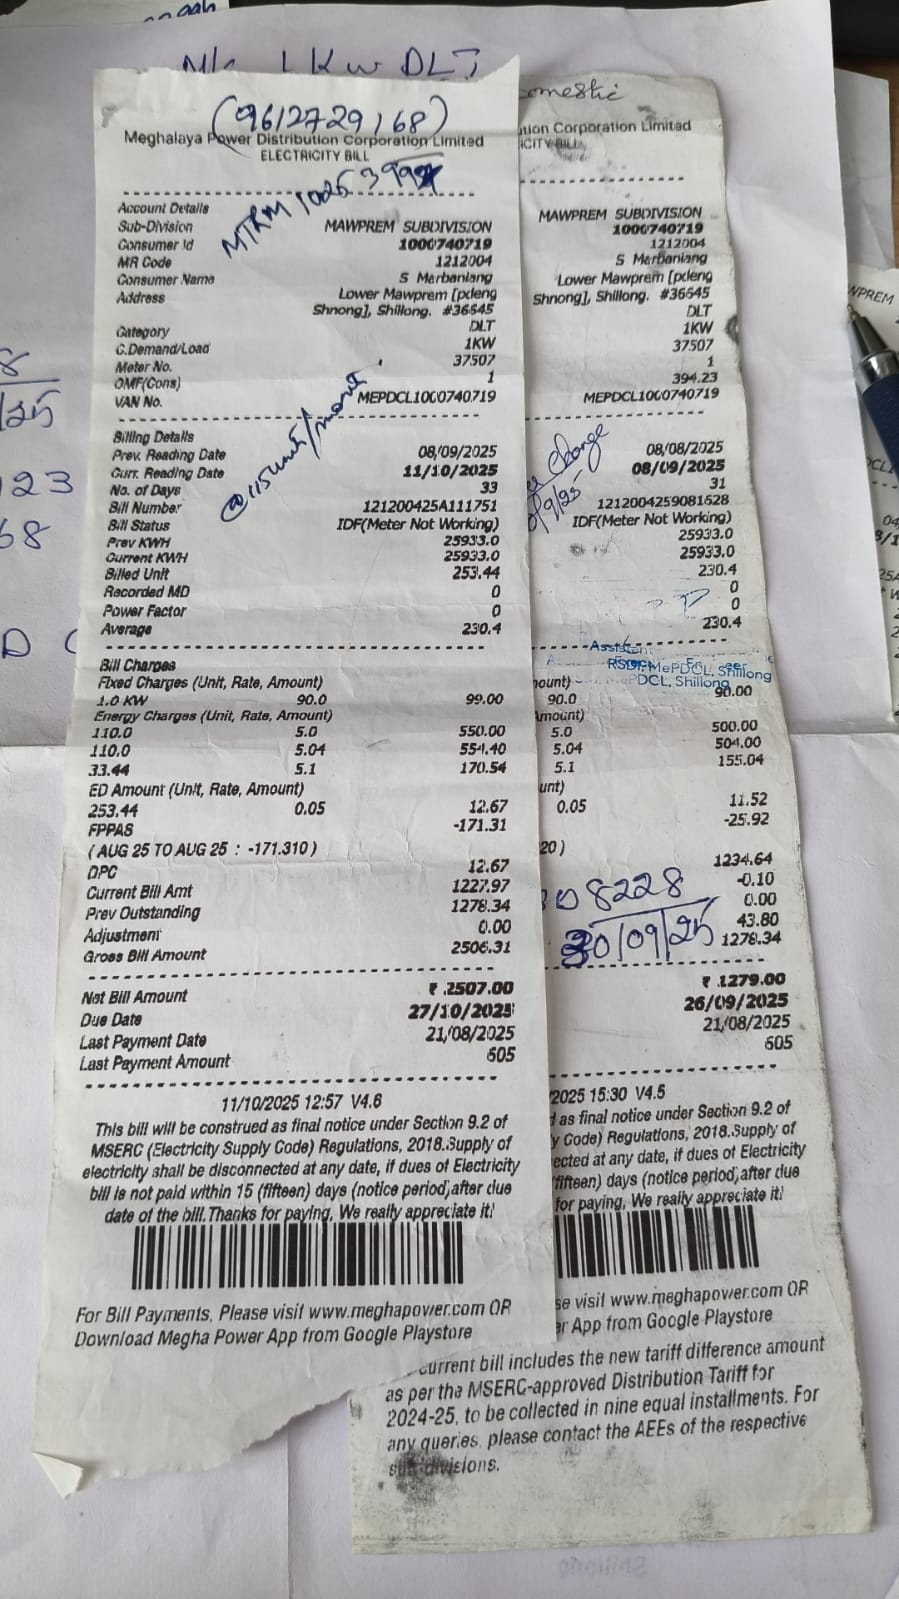 1 Kw DLT
(9612729168)
Meghalaya Power Distribution Corporation Limited
ELECTRICITY BILL
Account Details
Sub-Division MAWPREM SUBDIVISION
Consumer Id 1000740719
MR Code 1212004
Consumer Name S Marbaniang
Address Lower Mawprem [pdeng
Shnong], Shillong. #36645
Category DLT
C.Demand/Load 1KW
Meter No. 37507
OMF(Cons) 1
VAN No. MEPDCL1000740719
@115unit/month.
Billing Details
Prev. Reading Date 08/09/2025
Curr. Reading Date 11/10/2025
No. of Days 33
Bill Number 121200425A111751
Bill Status IDF(Meter Not Working)
Prev KWH 25933.0
Current KWH 25933.0
Billed Unit 253.44
Recorded MD 0
Power Factor 0
Average 230.4
Bill Charges
Fixed Charges (Unit, Rate, Amount)
1.0 KW 90.0 99.00
Energy Charges (Unit, Rate, Amount)
110.0 5.0 550.00
110.0 5.04 554.40
33.44 5.1 170.54
ED Amount (Unit, Rate, Amount)
253.44 0.05 12.67
FPPAS -171.31
( AUG 25 TO AUG 25 : -171.310 )
DPC 12.67
Current Bill Amt 1227.97
Prev Outstanding 1278.34
Adjustment 0.00
Gross Bill Amount 2506.31
Net Bill Amount ₹ .2507.00
Due Date 27/10/2025
Last Payment Date 21/08/2025
Last Payment Amount 605
11/10/2025 12:57 V4.6
This bill will be construed as final notice under Section 9.2 of
MSERC (Electricity Supply Code) Regulations, 2018.Supply of
electricity shall be disconnected at any date, if dues of Electricity
bill is not paid within 15 (fifteen) days (notice period)after due
date of the bill.Thanks for paying, We really appreciate it!
For Bill Payments, Please visit www.meghapower.com OR
Download Megha Power App from Google Playstore
Domestic
tion Corporation Limited
ICITY BILL
MAWPREM SUBDIVISION
1000740719
1212004
S Marbaniang
Lower Mawprem [pdeng
Shnong], Shillong. #36645
DLT
1KW
37507
1
394.23
MEPDCL1000740719
Change
08/08/2025
08/09/2025
31
1212004259081628
IDF(Meter Not Working)
25933.0
25933.0
230.4
0
0
230.4
RSD, MePDCL, Shillong
PDCL, Shillong
ount)
90.0 90.00
Amount)
5.0 500.00
5.04 504.00
5.1 155.04
unt)
0.05 11.52
-25.92
20 )
1234.64
-0.10
0.00
43.80
1278.34
08228
30/09/25
₹ .1279.00
26/09/2025
21/08/2025
605
2025 15:30 V4.5
d as final notice under Section 9.2 of
y Code) Regulations, 2018.Supply of
ected at any date, if dues of Electricity
fifteen) days (notice period)after due
for paying, We really appreciate it!
se visit www.meghapower.com OR
er App from Google Playstore
current bill includes the new tariff difference amount
as per the MSERC-approved Distribution Tariff for
2024-25, to be collected in nine equal installments. For
any queries, please contact the AEEs of the respective
sub-divisions.